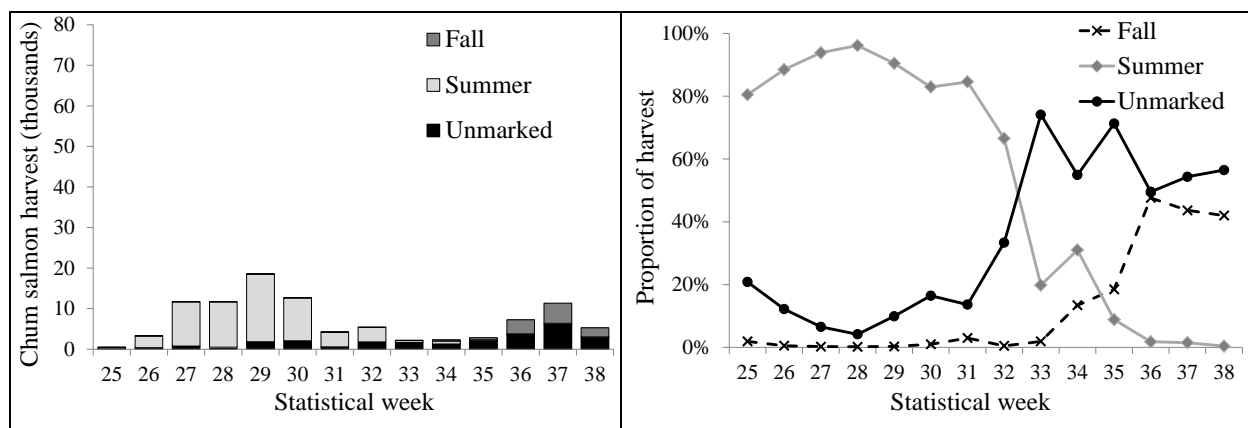 Chum salmon harvest (thousands)
80
70
60
50
40
30
20
10
0
Fall
Summer
Unmarked
25 26 27 28 29 30 31 32 33 34 35 36 37 38
Statistical week
Proportion of harvest
100%
80%
60%
40%
20%
0%
Fall
Summer
Unmarked
25 26 27 28 29 30 31 32 33 34 35 36 37 38
Statistical week